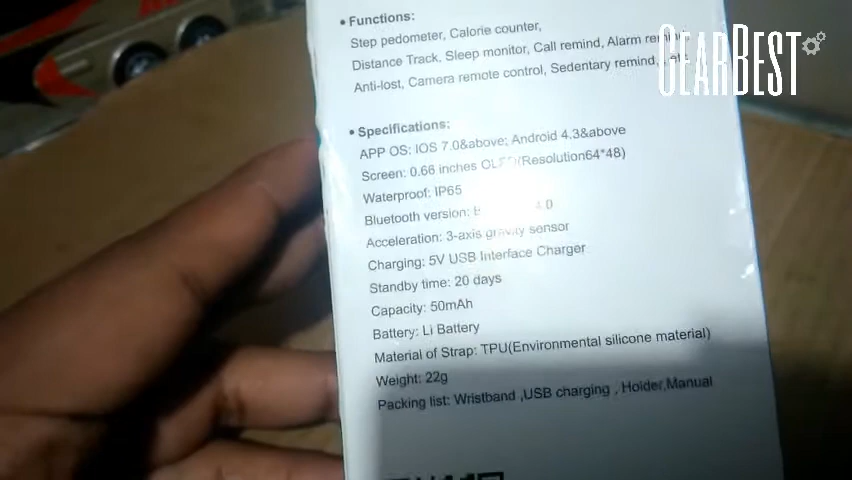 • Functions:
Step pedometer, Calorie counter,
Distance Track, Sleep monitor, Call remind, Alarm
Anti-lost, Camera remote control, Sedentary remind,
GEARBEST
• Specifications:
APP OS: IOS 7.0&above; Android 4.3&above
Screen: 0.66 inches OLED(Resolution64*48)
Waterproof: IP65
Bluetooth version: 4.0
Acceleration: 3-axis gravity sensor
Charging: 5V USB Interface Charger
Standby time: 20 days
Capacity: 50mAh
Battery: Li Battery
Material of Strap: TPU(Environmental silicone material)
Weight: 22g
Packing list: Wristband ,USB charging , Holder,Manual